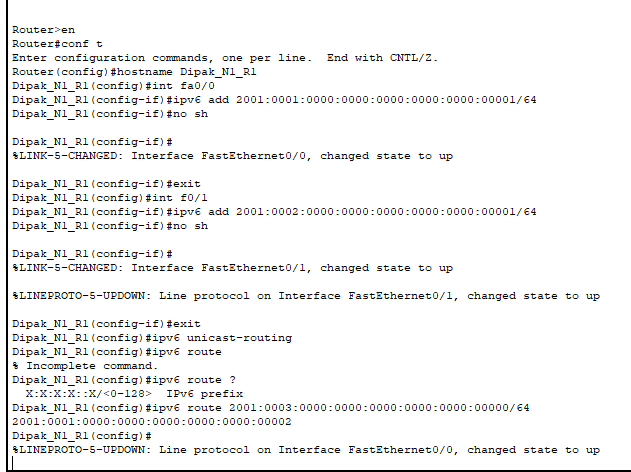 Router>en
Router#conf t
Enter configuration commands, one per line.  End with CNTL/Z.
Router(config)#hostname Dipak_N1_R1
Dipak_N1_R1(config)#int fa0/0
Dipak_N1_R1(config-if)#ipv6 add 2001:0001:0000:0000:0000:0000:0000:00001/64
Dipak_N1_R1(config-if)#no sh
Dipak_N1_R1(config-if)#
%LINK-5-CHANGED: Interface FastEthernet0/0, changed state to up
Dipak_N1_R1(config-if)#exit
Dipak_N1_R1(config)#int f0/1
Dipak_N1_R1(config-if)#ipv6 add 2001:0002:0000:0000:0000:0000:0000:00001/64
Dipak_N1_R1(config-if)#no sh
Dipak_N1_R1(config-if)#
%LINK-5-CHANGED: Interface FastEthernet0/1, changed state to up
%LINEPROTO-5-UPDOWN: Line protocol on Interface FastEthernet0/1, changed state to up
Dipak_N1_R1(config-if)#exit
Dipak_N1_R1(config)#ipv6 unicast-routing
Dipak_N1_R1(config)#ipv6 route
% Incomplete command.
Dipak_N1_R1(config)#ipv6 route ?
X:X:X:X::X/<0-128>  IPv6 prefix
Dipak_N1_R1(config)#ipv6 route 2001:0003:0000:0000:0000:0000:0000:00000/64
2001:0001:0000:0000:0000:0000:0000:00002
Dipak_N1_R1(config)#
%LINEPROTO-5-UPDOWN: Line protocol on Interface FastEthernet0/0, changed state to up